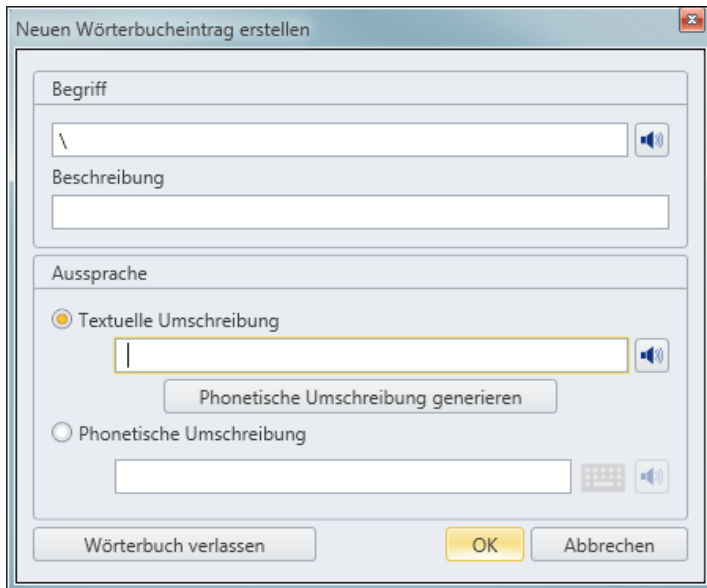 Neuen Wörterbucheintrag erstellen
Begriff
\
Beschreibung
Aussprache
Textuelle Umschreibung
Phonetische Umschreibung generieren
Phonetische Umschreibung
Wörterbuch verlassen OK Abbrechen